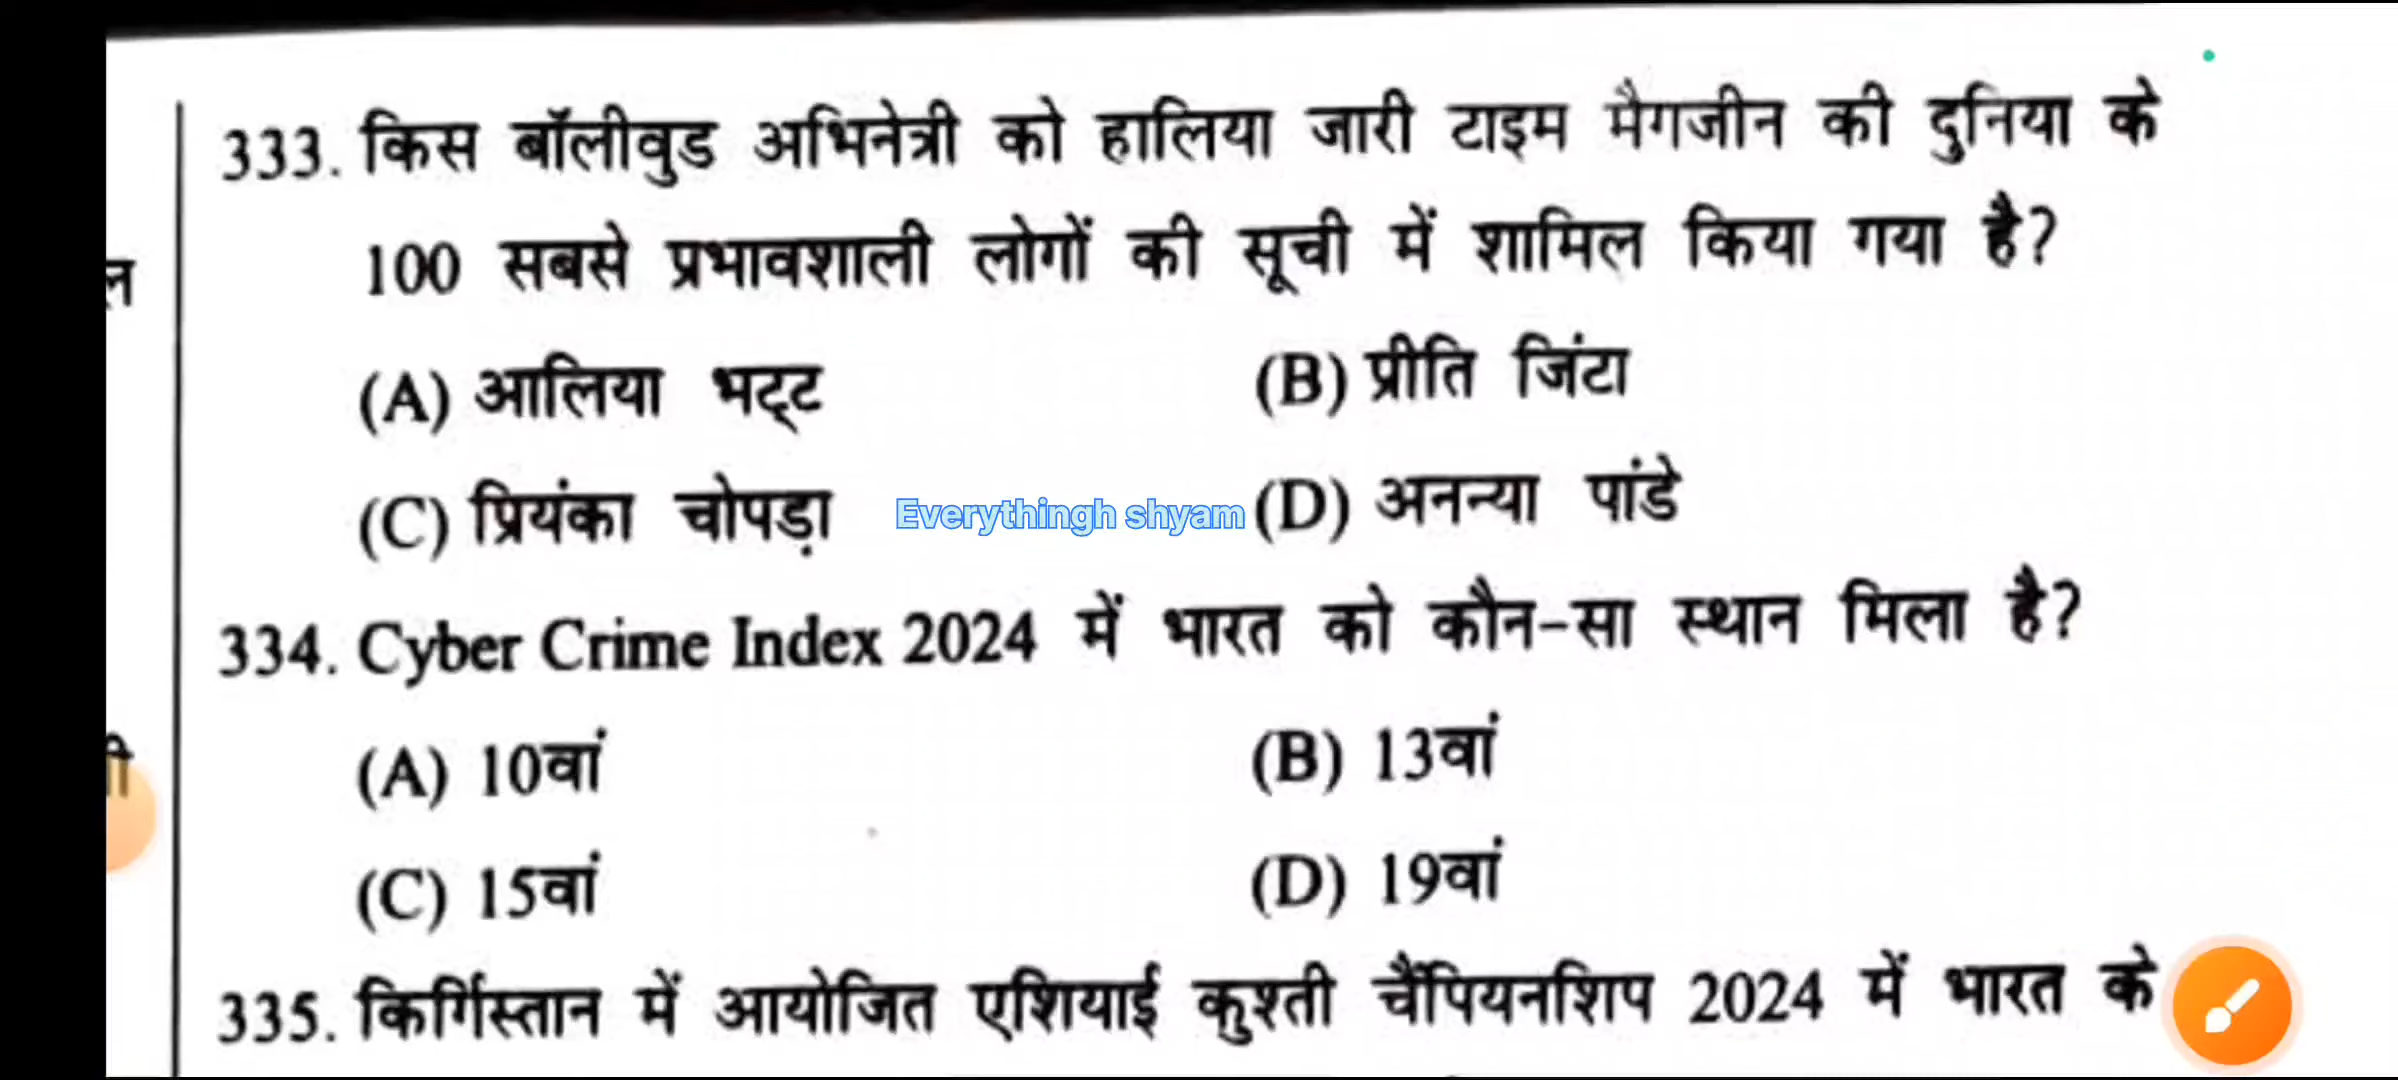 333. किस बॉलीवुड अभिनेत्री को हालिया जारी टाइम मैगजीन की दुनिया के
100 सबसे प्रभावशाली लोगों की सूची में शामिल किया गया है?
(A) आलिया भट्ट (B) प्रीति जिंटा
(C) प्रियंका चोपड़ा Everythingh shyam (D) अनन्या पांडे
334. Cyber Crime Index 2024 में भारत को कौन-सा स्थान मिला है?
(A) 10वां (B) 13वां
(C) 15वां (D) 19वां
335. किर्गिस्तान में आयोजित एशियाई कुश्ती चैंपियनशिप 2024 में भारत के